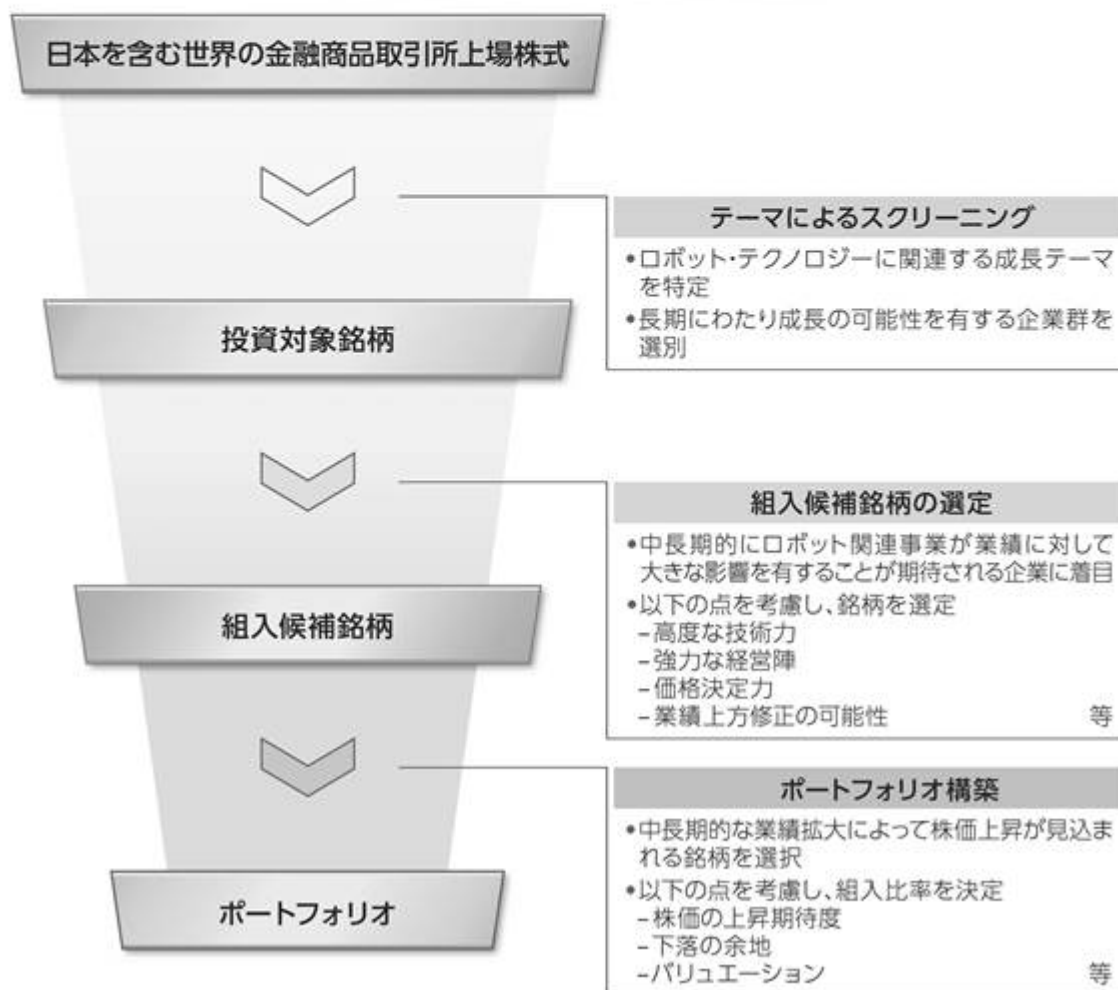 日本を含む世界の金融商品取引所上場株式
テーマによるスクリーニング
•ロボット・テクノロジーに関連する成長テーマ
を特定
•長期にわたり成長の可能性を有する企業群を
選別
投資対象銘柄
組入候補銘柄の選定
•中長期的にロボット関連事業が業績に対して
大きな影響を有することが期待される企業に着目
•以下の点を考慮し、銘柄を選定
–高度な技術力
–強力な経営陣
–価格決定力
–業績上方修正の可能性 等
組入候補銘柄
ポートフォリオ構築
•中長期的な業績拡大によって株価上昇が見込ま
れる銘柄を選択
•以下の点を考慮し、組入比率を決定
–株価の上昇期待度
–下落の余地
–バリュエーション 等
ポートフォリオ